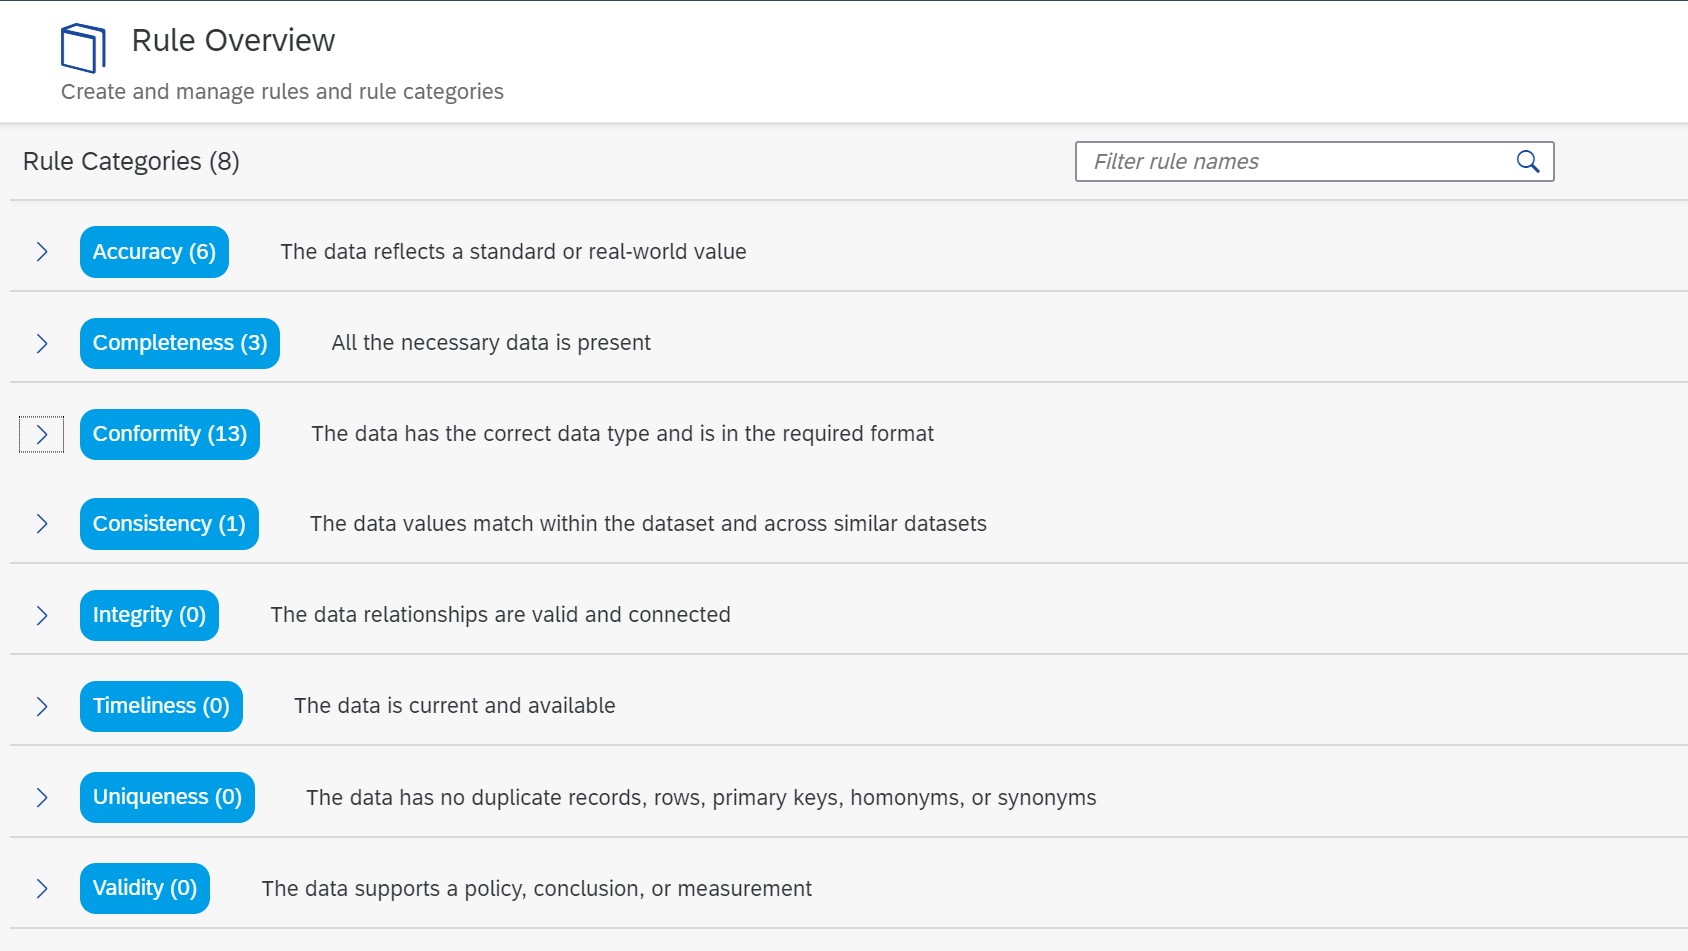 Rule Overview
Create and manage rules and rule categories
Rule Categories (8)
Filter rule names
Accuracy (6) The data reflects a standard or real-world value
Completeness (3) All the necessary data is present
Conformity (13) The data has the correct data type and is in the required format
Consistency (1) The data values match within the dataset and across similar datasets
Integrity (0) The data relationships are valid and connected
Timeliness (0) The data is current and available
Uniqueness (0) The data has no duplicate records, rows, primary keys, homonyms, or synonyms
Validity (0) The data supports a policy, conclusion, or measurement